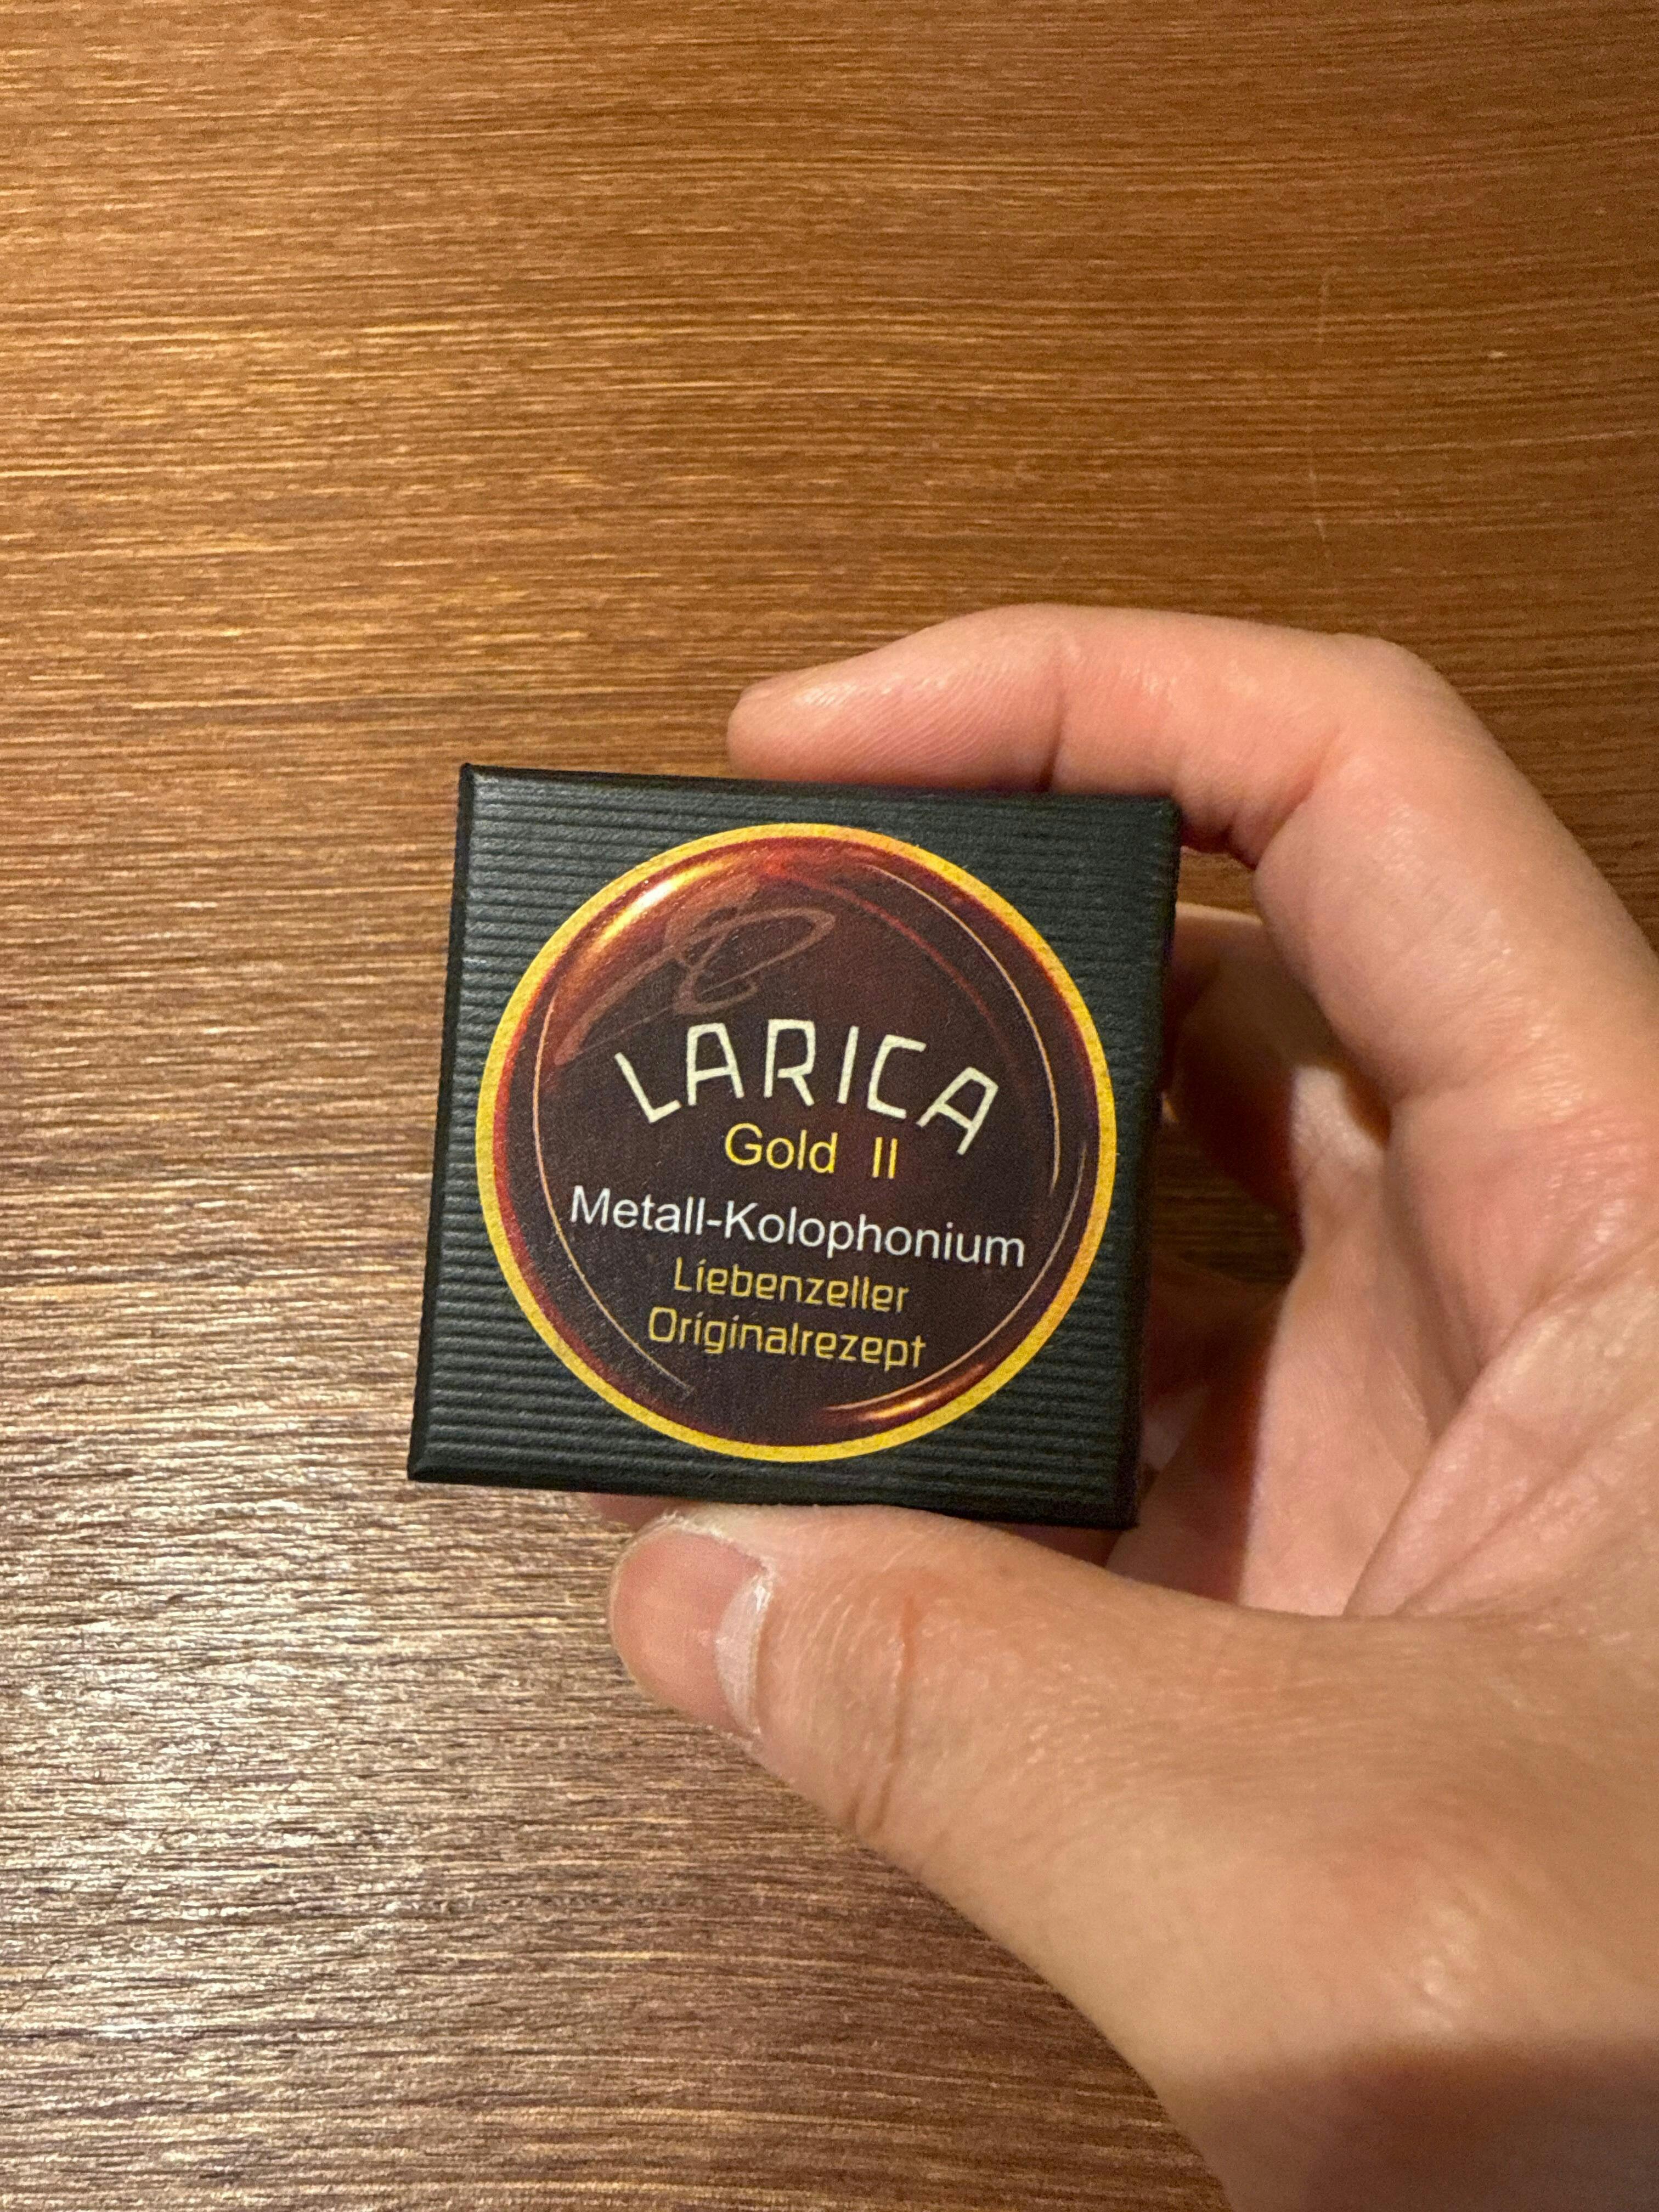 LARICA
Gold II
Metall-Kolophonium
Liebenzeller
Originalrezept